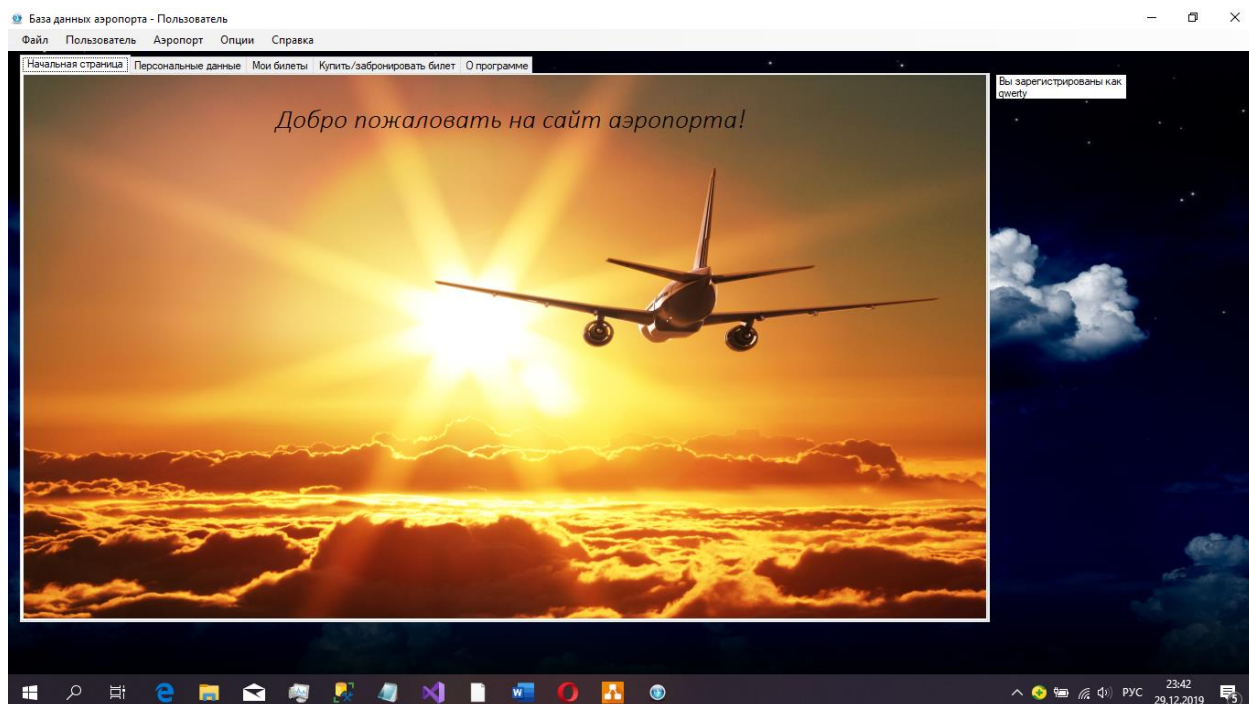 База данных аэропорта - Пользователь
Файл Пользователь Аэропорт Опции Справка
Начальная страница Персональные данные Мои билеты Купить/забронировать билет О программе
Вы зарегистрированы как
qwerty
Добро пожаловать на сайт аэропорта!
РУС
23:42
29.12.2019
5